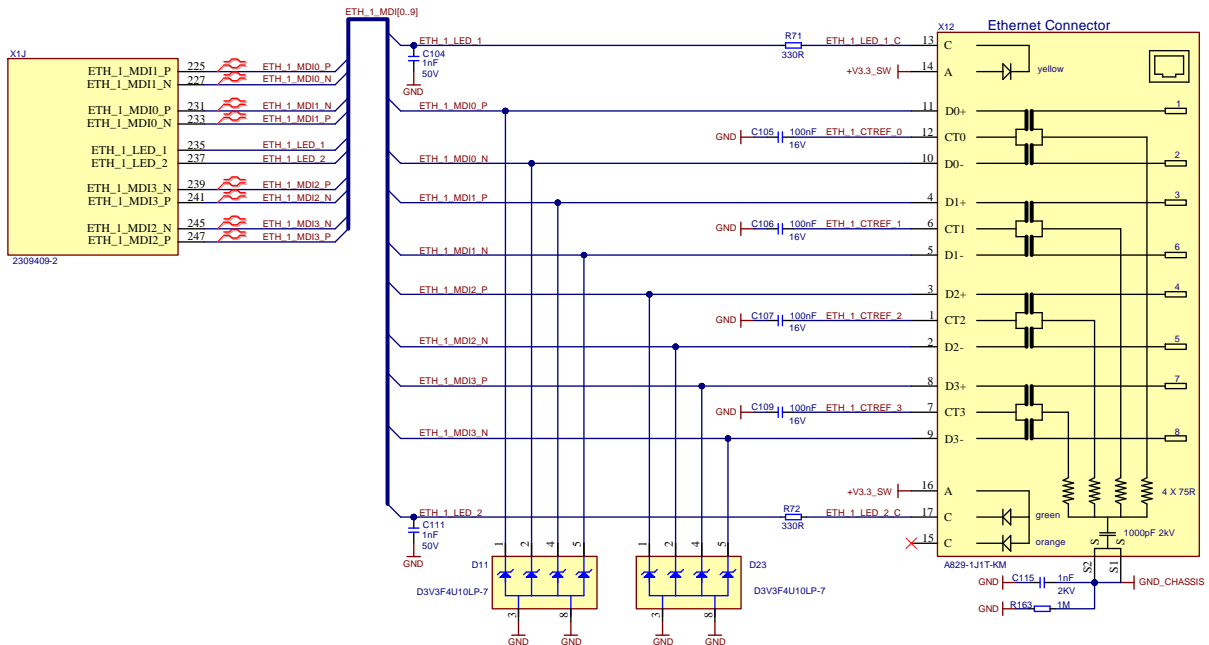 ETH_1_MDI[0..9]
X1J
ETH_1_MDI1_P 225 ETH_1_MDI0_P
ETH_1_MDI1_N 227 ETH_1_MDI0_N
ETH_1_MDI0_P 231 ETH_1_MDI1_N
ETH_1_MDI0_N 233 ETH_1_MDI1_P
ETH_1_LED_1 235 ETH_1_LED_1
ETH_1_LED_2 237 ETH_1_LED_2
ETH_1_MDI3_N 239 ETH_1_MDI2_P
ETH_1_MDI3_P 241 ETH_1_MDI2_N
ETH_1_MDI2_N 245 ETH_1_MDI3_N
ETH_1_MDI2_P 247 ETH_1_MDI3_P
2309409-2
X12 Ethernet Connector
ETH_1_LED_1 R71 330R ETH_1_LED_1_C 13 C
C104
1nF
50V
GND
+V3.3_SW 14 A yellow
ETH_1_MDI0_P 11 D0+ 1
GND C105 100nF 16V ETH_1_CTREF_0 12 CT0
ETH_1_MDI0_N 10 D0- 2
ETH_1_MDI1_P 4 D1+ 3
GND C106 100nF 16V ETH_1_CTREF_1 6 CT1
ETH_1_MDI1_N 5 D1- 6
ETH_1_MDI2_P 3 D2+ 4
GND C107 100nF 16V ETH_1_CTREF_2 1 CT2
ETH_1_MDI2_N 2 D2- 5
ETH_1_MDI3_P 8 D3+ 7
GND C109 100nF 16V ETH_1_CTREF_3 7 CT3
ETH_1_MDI3_N 9 D3- 8
+V3.3_SW 16 A 4 X 75R
ETH_1_LED_2 R72 330R ETH_1_LED_2_C 17 C green
C111
1nF
50V
GND
15 C orange
1000pF 2kV
S S
S2 S1
A829-1J1T-KM
1 2 4 5
D11
D3V3F4U10LP-7
3 8
GND GND
1 2 4 5
D23
D3V3F4U10LP-7
3 8
GND GND
GND C115 1nF 2KV GND_CHASSIS
GND R163 1M